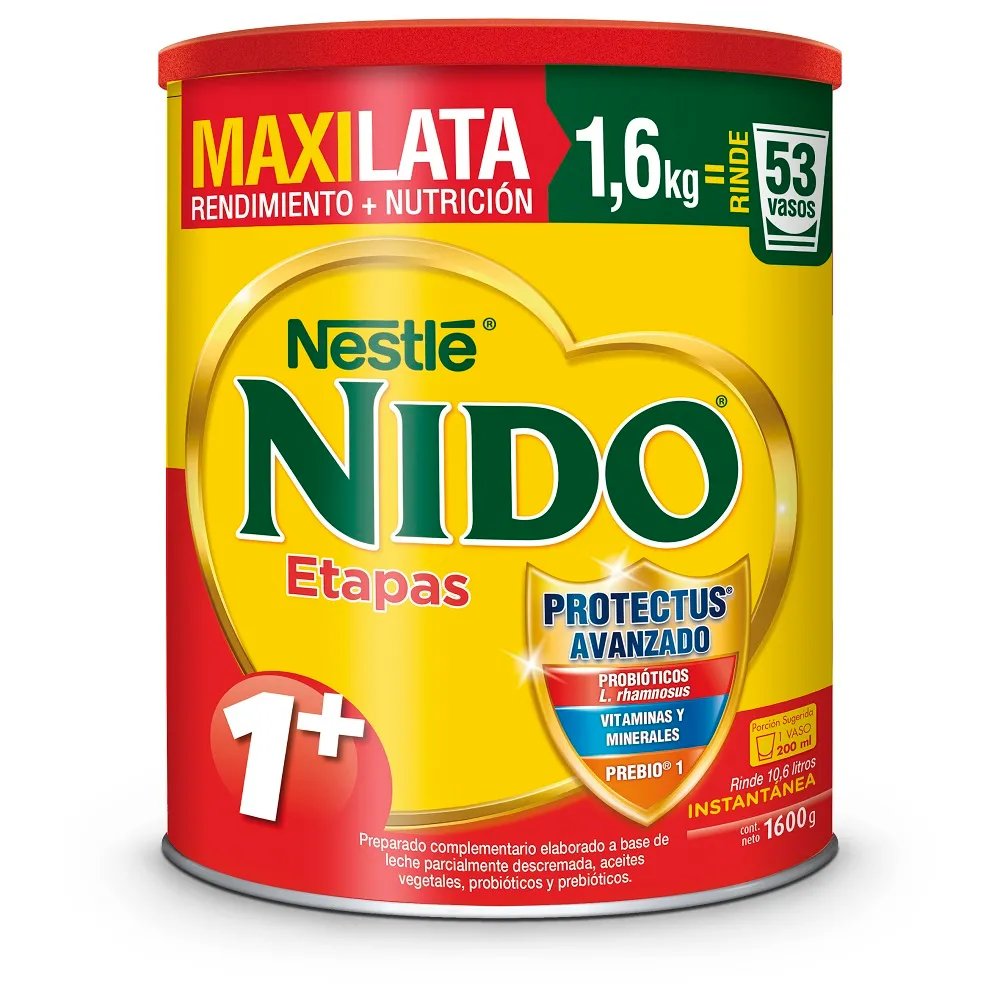 MAXILATA
RENDIMIENTO + NUTRICIÓN
1,6kg = RINDE 53 vasos
Nestlé®
NIDO®
Etapas
1+
PROTECTUS®
AVANZADO
PROBIÓTICOS
L. rhamnosus
VITAMINAS Y
MINERALES
PREBIO® 1
Porción Sugerida
1 VASO
200 ml
Rinde 10,6 litros
INSTANTÁNEA
cont. neto 1600g
Preparado complementario elaborado a base de
leche parcialmente descremada, aceites
vegetales, probióticos y prebióticos.